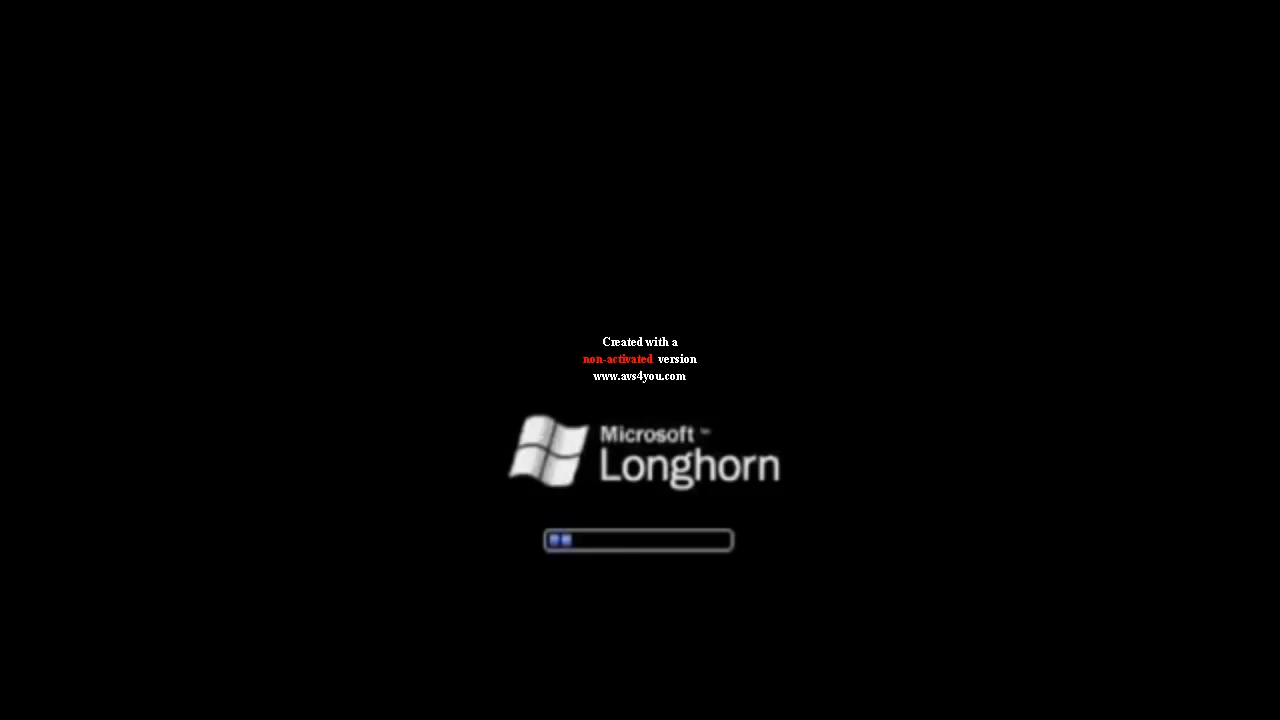 Created with a
non-activated version
www.avs4you.com
Microsoft™
Longhorn